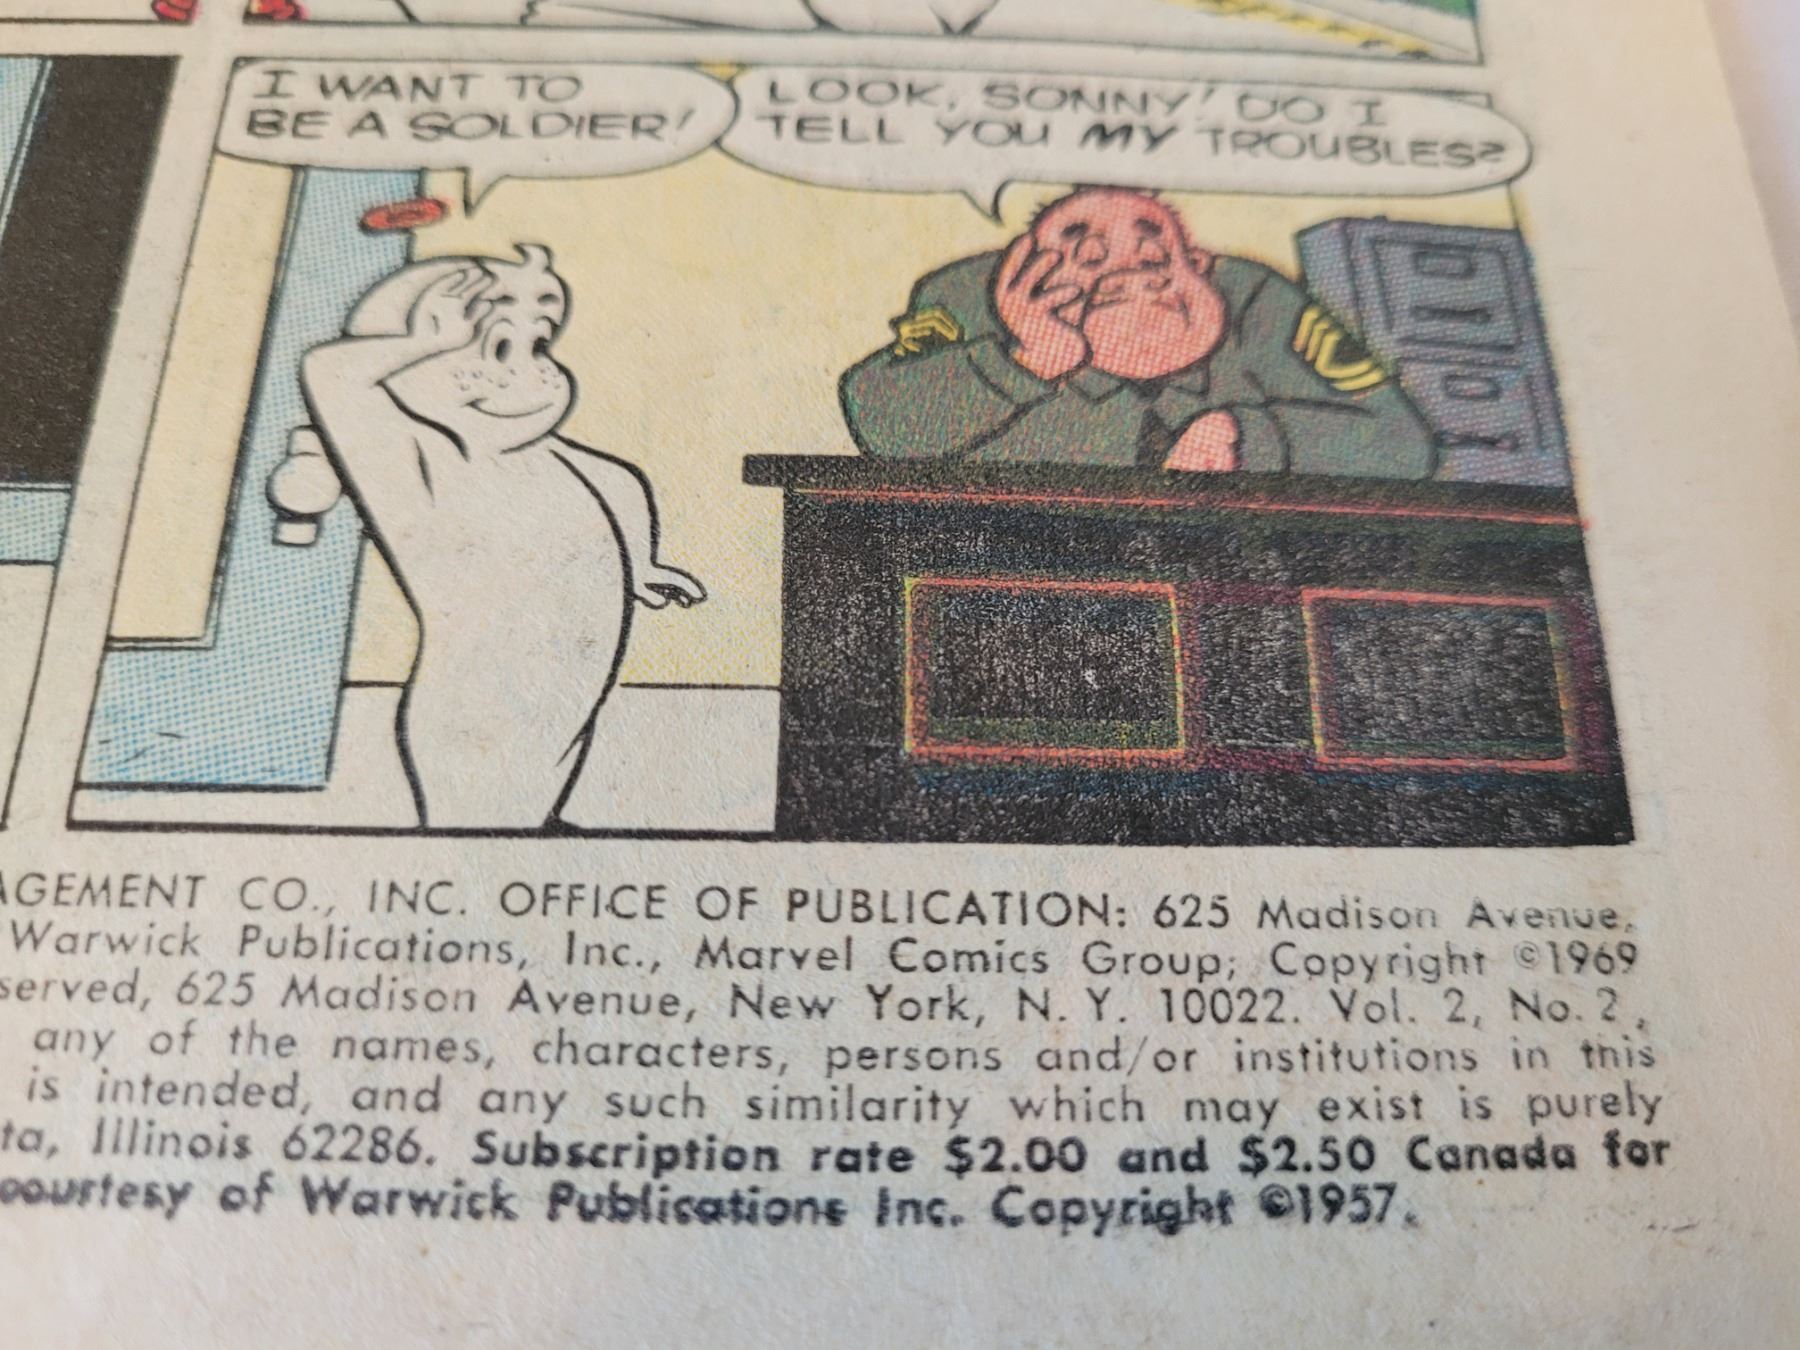 I WANT TO
BE A SOLDIER!
LOOK, SONNY! DO I
TELL YOU MY TROUBLES?
AGEMENT CO., INC. OFFICE OF PUBLICATION: 625 Madison Avenue,
Warwick Publications, Inc., Marvel Comics Group; Copyright ©1969
served, 625 Madison Avenue, New York, N. Y. 10022. Vol. 2, No. 2,
any of the names, characters, persons and/or institutions in this
is intended, and any such similarity which may exist is purely
ta, Illinois 62286. Subscription rate $2.00 and $2.50 Canada for
courtesy of Warwick Publications Inc. Copyright ©1957.